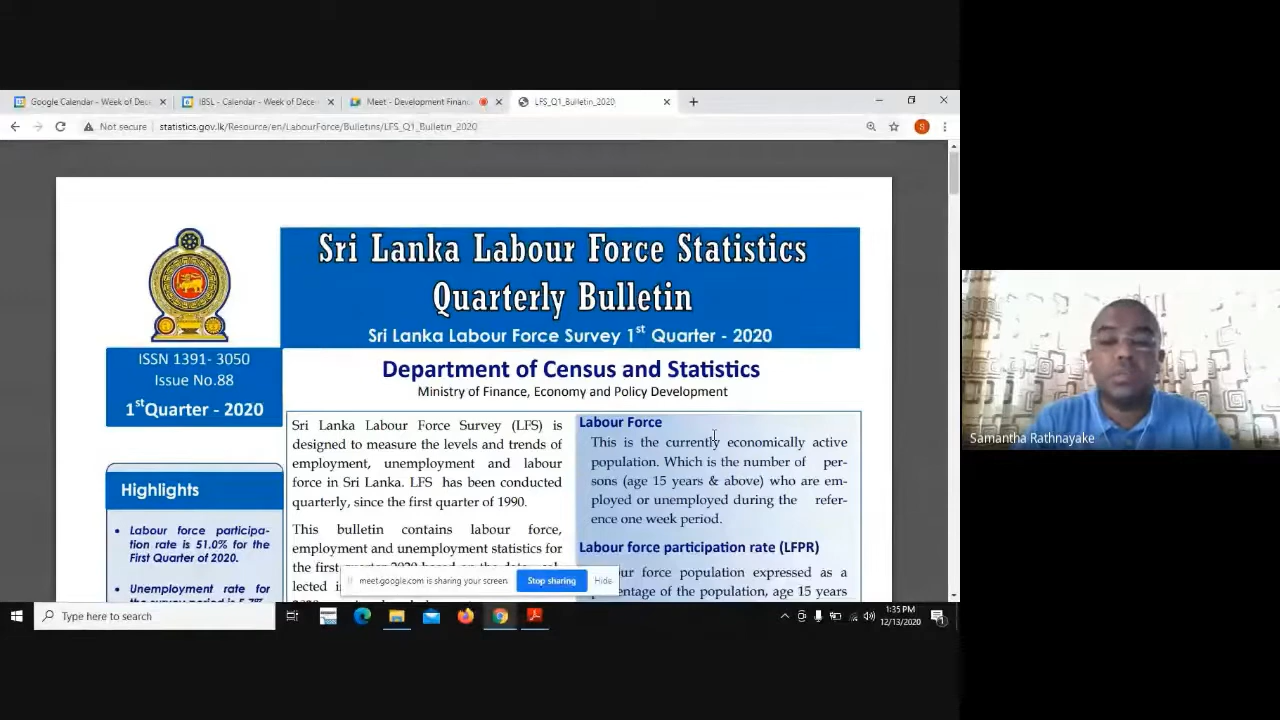 Google Calendar - Week of Dec
IBSL - Calendar - Week of Dece
Meet - Development Financ
LFS_Q1_Bulletin_2020
Not secure
statistics.gov.lk/Resource/en/LabourForce/Bulletins/LFS_Q1_Bulletin_2020
S
Sri Lanka Labour Force Statistics
Quarterly Bulletin
Sri Lanka Labour Force Survey 1st Quarter - 2020
ISSN 1391- 3050
Issue No.88
1stQuarter - 2020
Department of Census and Statistics
Ministry of Finance, Economy and Policy Development
Highlights
• Labour force participa-
tion rate is 51.0% for the
First Quarter of 2020.
• Unemployment rate for
Sri Lanka Labour Force Survey (LFS) is
designed to measure the levels and trends of
employment, unemployment and labour
force in Sri Lanka. LFS has been conducted
quarterly, since the first quarter of 1990.
This bulletin contains labour force,
employment and unemployment statistics for
the first
lected
Labour Force
This is the currently economically active
population. Which is the number of per-
sons (age 15 years & above) who are em-
ployed or unemployed during the refer-
ence one week period.
Labour force participation rate (LFPR)
force population expressed as a
of the population, age 15 years
meet.google.com is sharing your screen
Stop sharing
Hide
Type here to search
1:35 PM
12/13/2020
1
Samantha Rathnayake